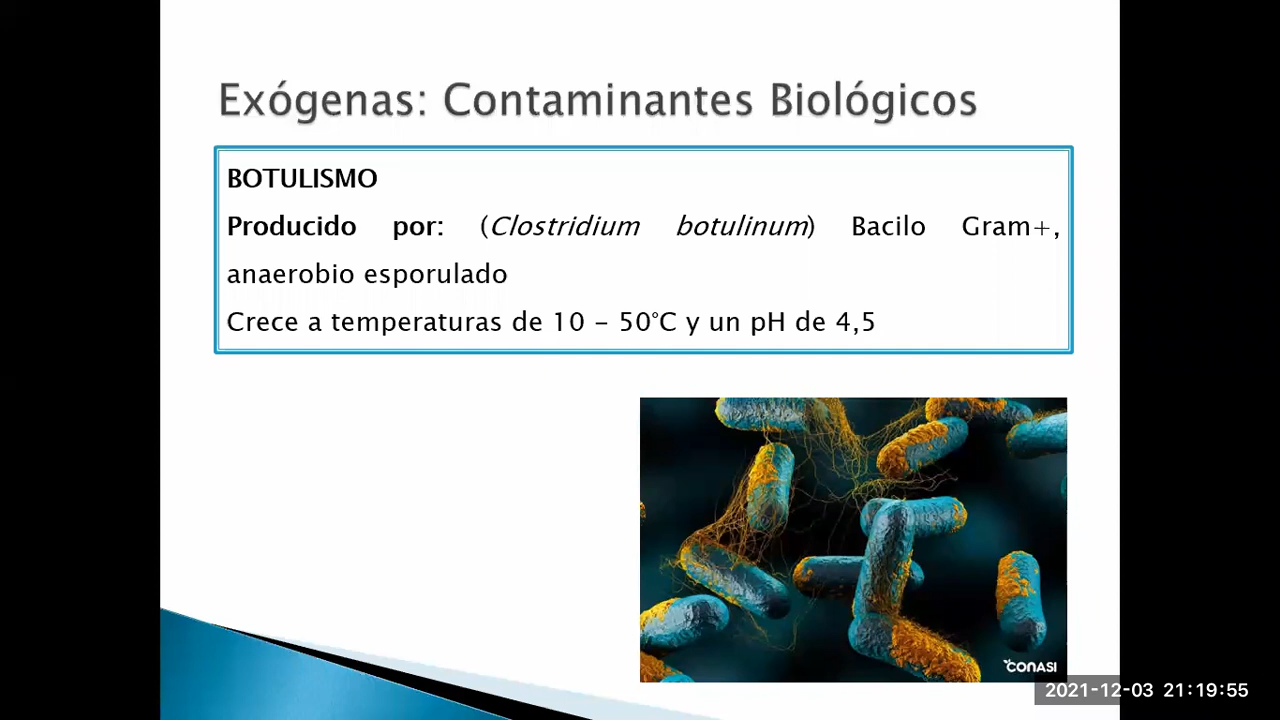 Exógenas: Contaminantes Biológicos
BOTULISMO
Producido por: (Clostridium botulinum) Bacilo Gram+,
anaerobio esporulado
Crece a temperaturas de 10 – 50°C y un pH de 4,5
CONASI
2021-12-03 21:19:55